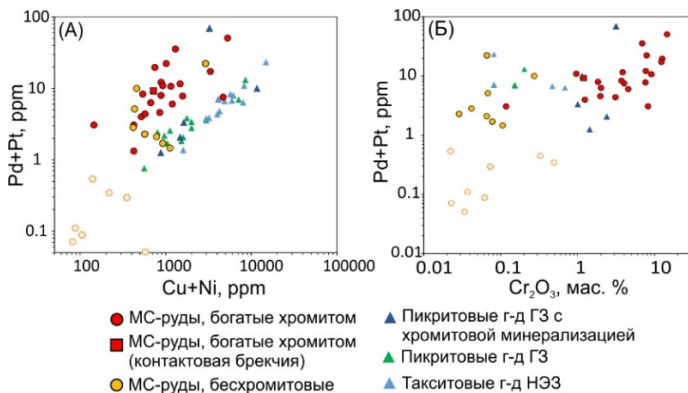 (А)
(Б)
100
10
1
0.1
Pd+Pt, ppm
100
1000
10000
100000
Cu+Ni, ppm
100
10
1
0.1
0.01
Pd+Pt, ppm
0.01
0.1
1
10
100
Cr2O3, мас. %
МС-руды, богатые хромитом
МС-руды, богатые хромитом
(контактовая брекчия)
МС-руды, бесхромитовые
Пикритовые г-д ГЗ с
хромитовой минерализацией
Пикритовые г-д ГЗ
Такситовые г-д НЭЗ